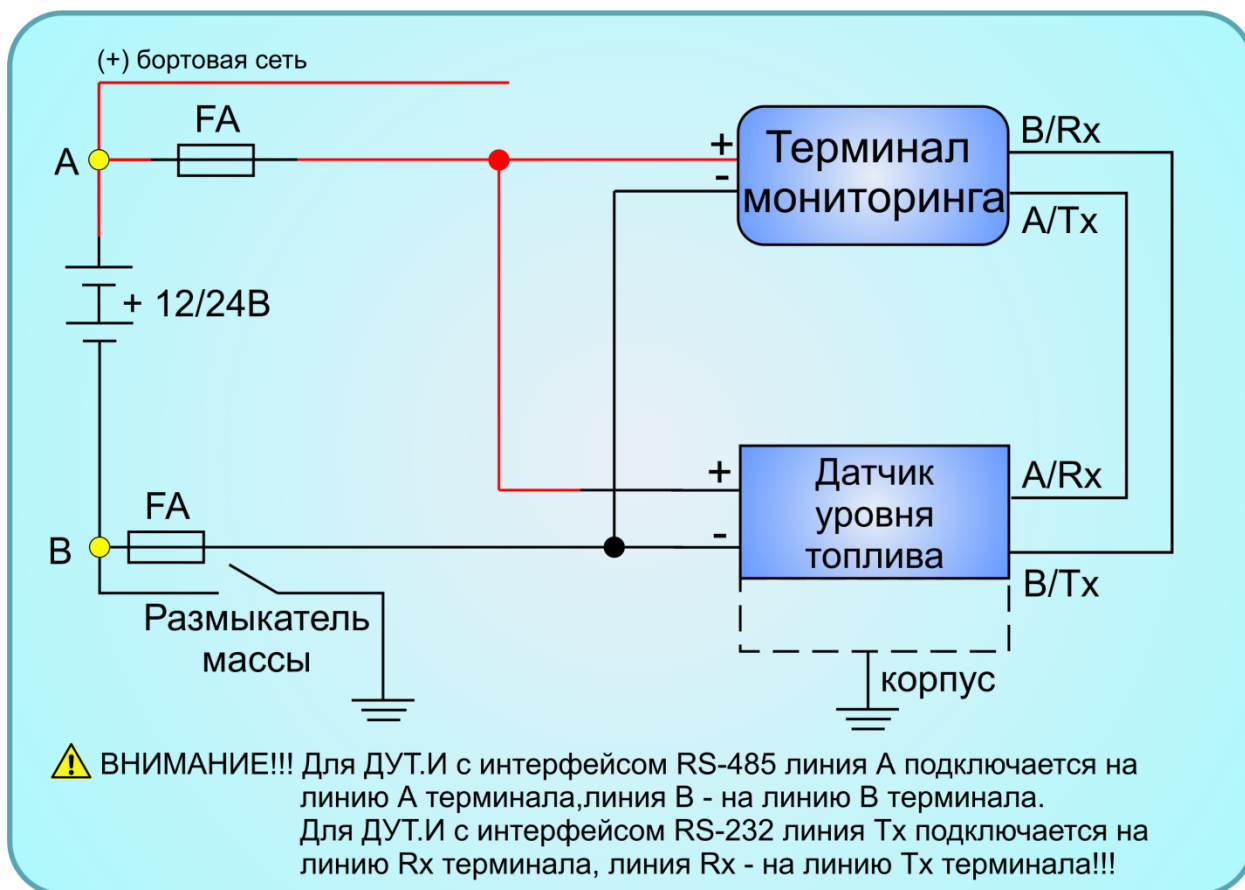 (+) бортовая сеть
FA
A
+
-
Терминал
мониторинга
B/Rx
A/Tx
+ 12/24В
FA
B
+
-
Датчик
уровня
топлива
A/Rx
B/Tx
Размыкатель
массы
корпус
ВНИМАНИЕ!!! Для ДУТ.И с интерфейсом RS-485 линия А подключается на
линию А терминала,линия В - на линию В терминала.
Для ДУТ.И с интерфейсом RS-232 линия Tx подключается на
линию Rx терминала, линия Rx - на линию Tx терминала!!!